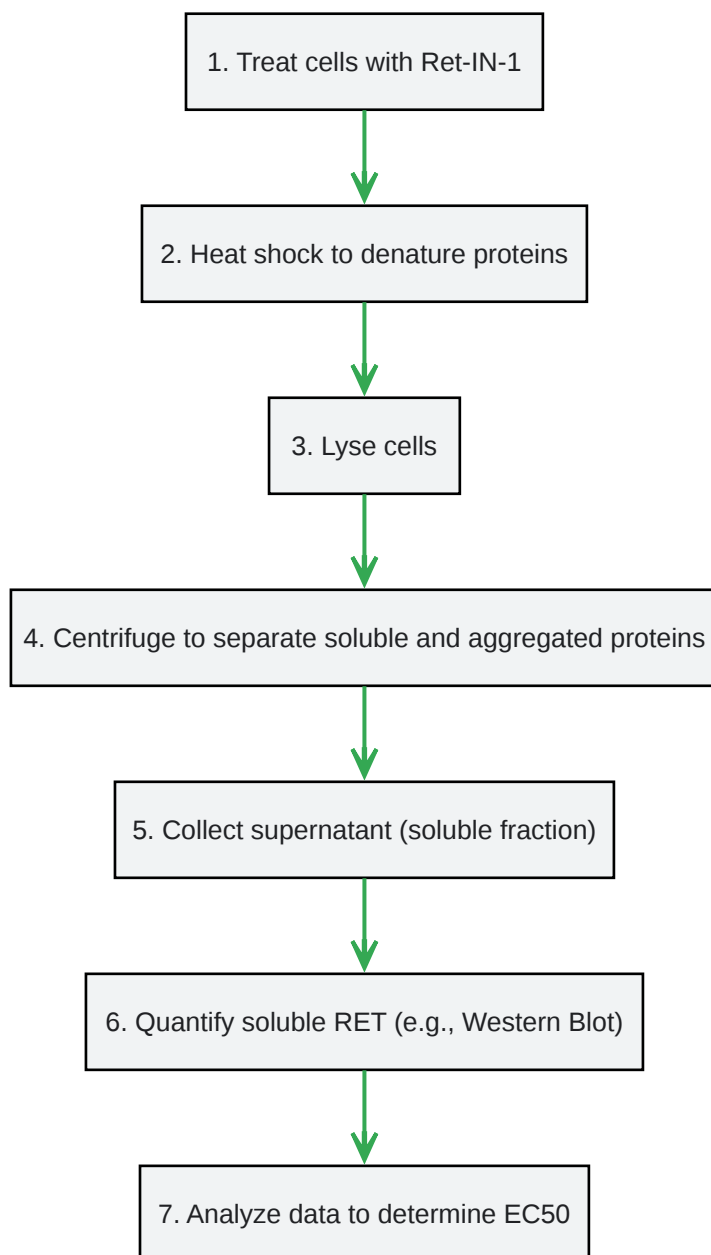 1. Treat cells with Ret-IN-1
2. Heat shock to denature proteins
3. Lyse cells
4. Centrifuge to separate soluble and aggregated proteins
5. Collect supernatant (soluble fraction)
6. Quantify soluble RET (e.g., Western Blot)
7. Analyze data to determine EC50